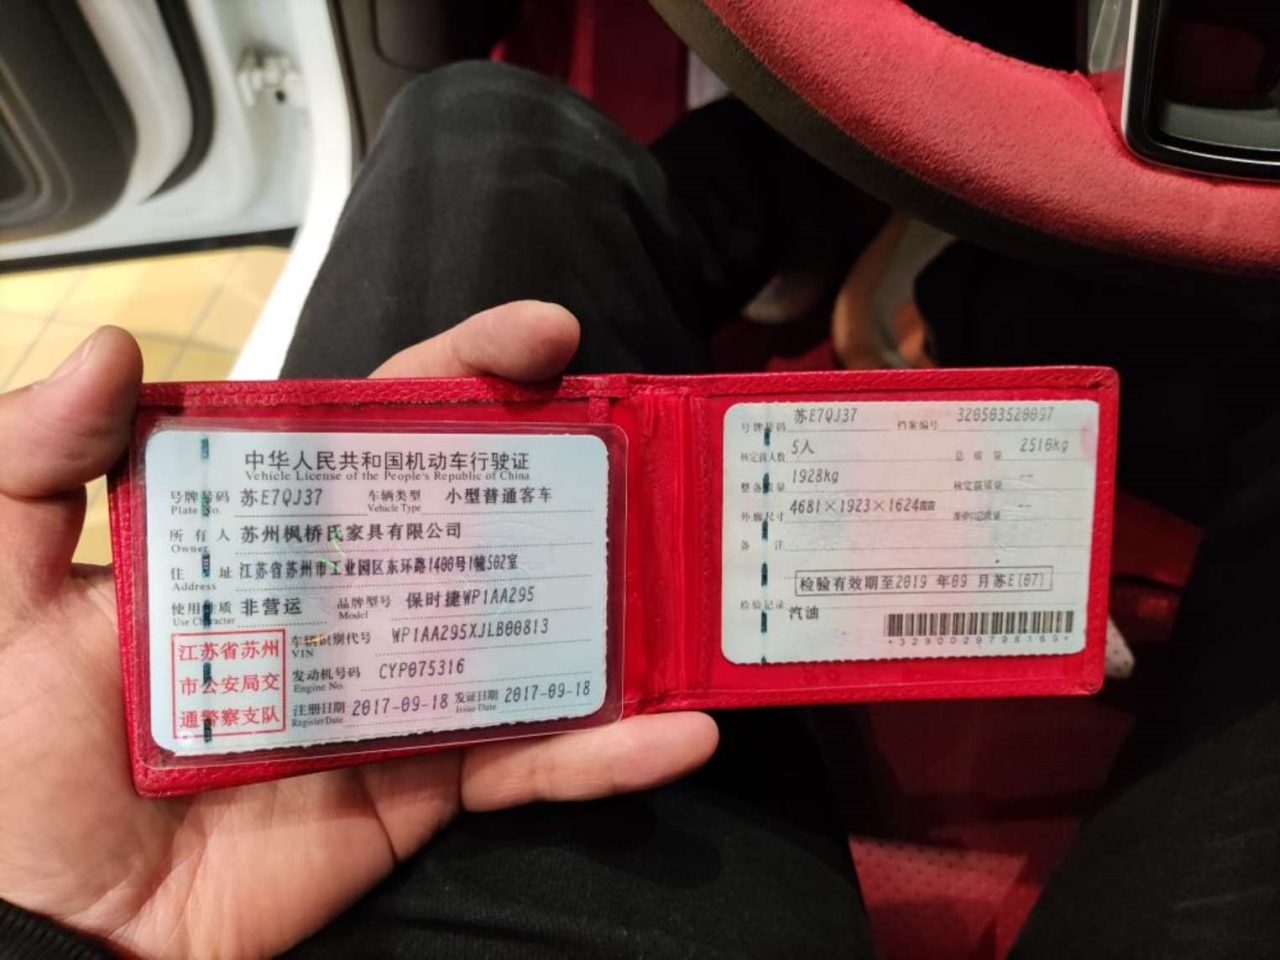 中华人民共和国机动车行驶证
Vehicle License of the People's Republic of China
号牌号码 苏E7QJ37 车辆类型 小型普通客车
Plate No. Vehicle Type
所有人 苏州枫桥氏家具有限公司
Owner
住址 江苏省苏州市工业园区东环路1400号1幢502室
Address
使用性质 非营运 品牌型号 保时捷WP1AA295
Use Character Model
江苏省苏州
市公安局交
通警察支队
车辆识别代号 WP1AA295XJLB00813
VIN
发动机号码 CYP075316
Engine No.
注册日期 2017-09-18 发证日期 2017-09-18
Register Date Issue Date
号牌号码 苏E7QJ37 档案编号 320503520097
核定载人数 5人 总质量 2510kg
整备质量 1928kg 核定载质量 --
外廓尺寸 4681×1923×1624mm 准牵引总质量 --
备注
检验有效期至2019年09月苏E(07)
检验记录 汽油
*3290029798169*